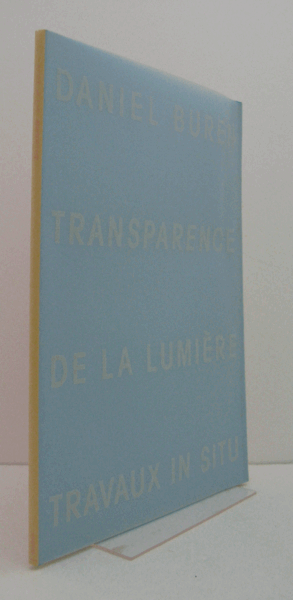 DANIEL BUREN
TRANSPARENCE
DE LA LUMIÈRE
TRAVAUX IN SITU